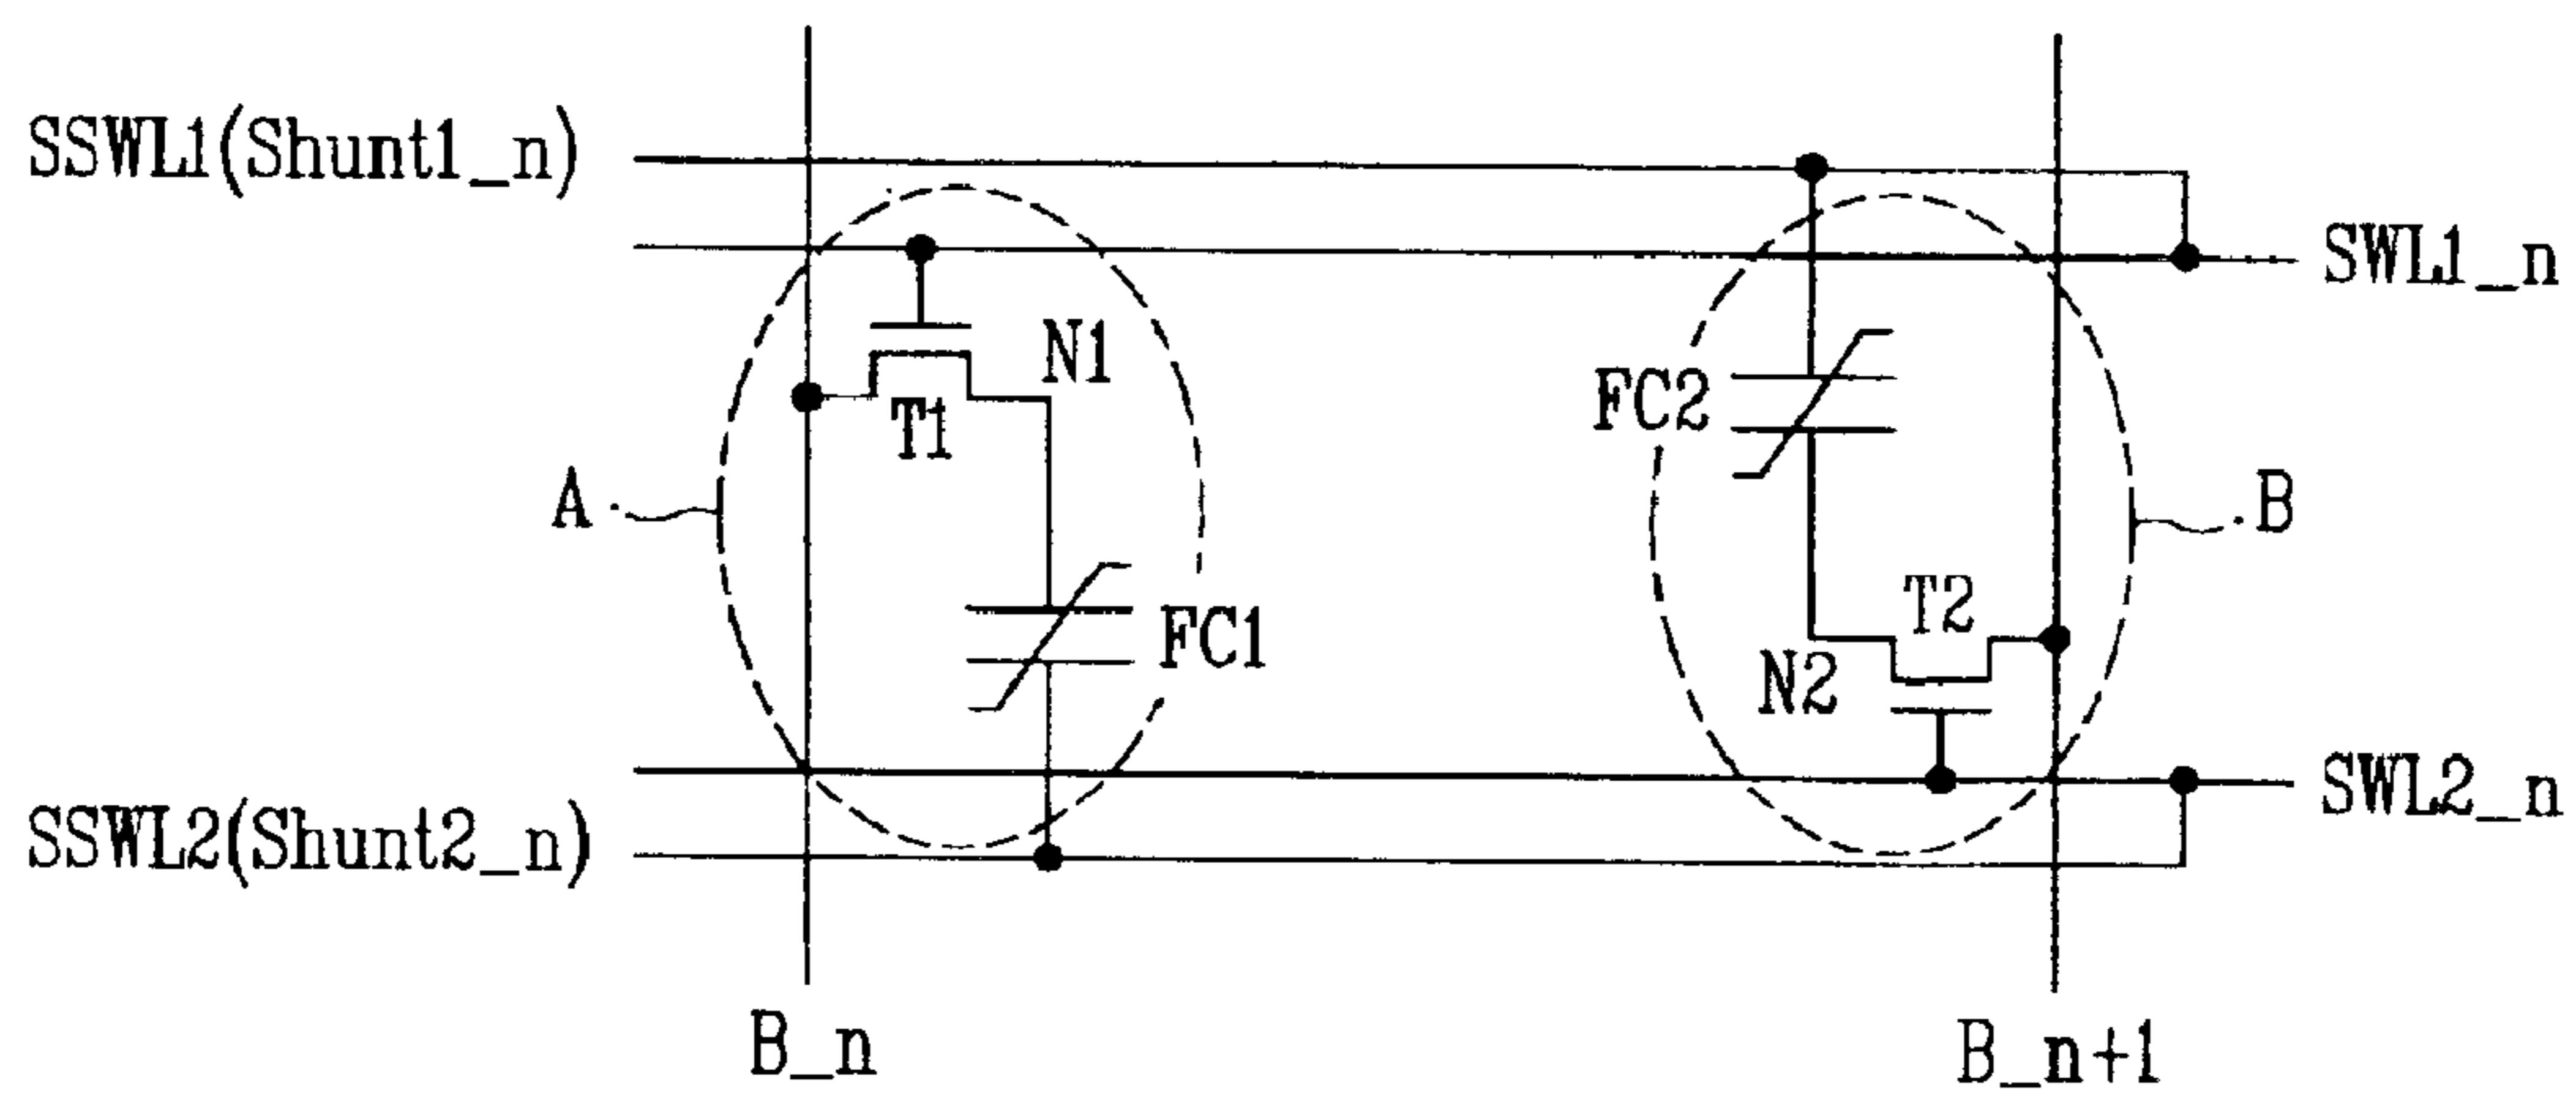 SSWL1(Shunt1_n)
SWL1_n
N1
T1
FC2
A
B
FC1
T2
N2
SWL2_n
SSWL2(Shunt2_n)
B_n
B_n+1